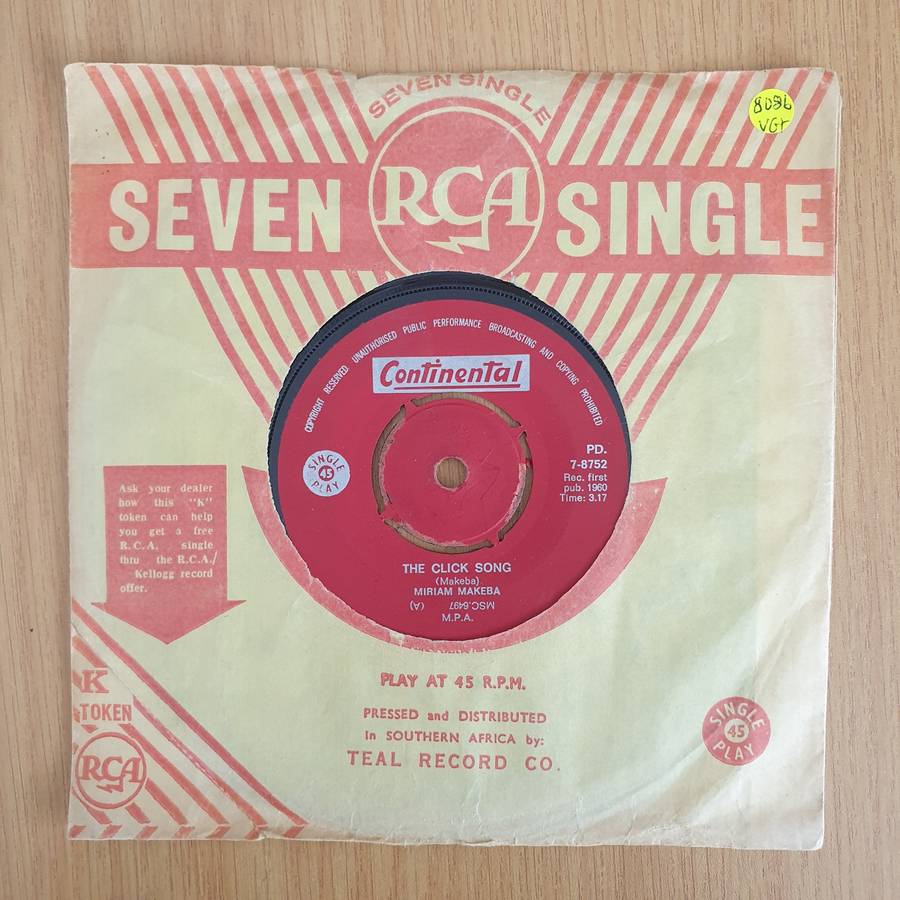 SEVEN SINGLE
8036
VG+
SEVEN RCA SINGLE
COPYRIGHT RESERVED. UNAUTHORISED PUBLIC PERFORMANCE BROADCASTING AND COPYING PROHIBITED
Continental
SINGLE
45
PLAY
PD.
7-8752
Rec. first
pub. 1960
Time: 3.17
THE CLICK SONG
(Makeba)
MIRIAM MAKEBA
MSC.6497 (A)
M.P.A.
Ask your dealer
how this "K"
token can help
you get a free
R.C.A. single
thru the R.C.A./
Kellogg record
offer.
K
TOKEN
RCA
PLAY AT 45 R.P.M.
PRESSED and DISTRIBUTED
in SOUTHERN AFRICA by:
TEAL RECORD CO.
SINGLE
45
PLAY